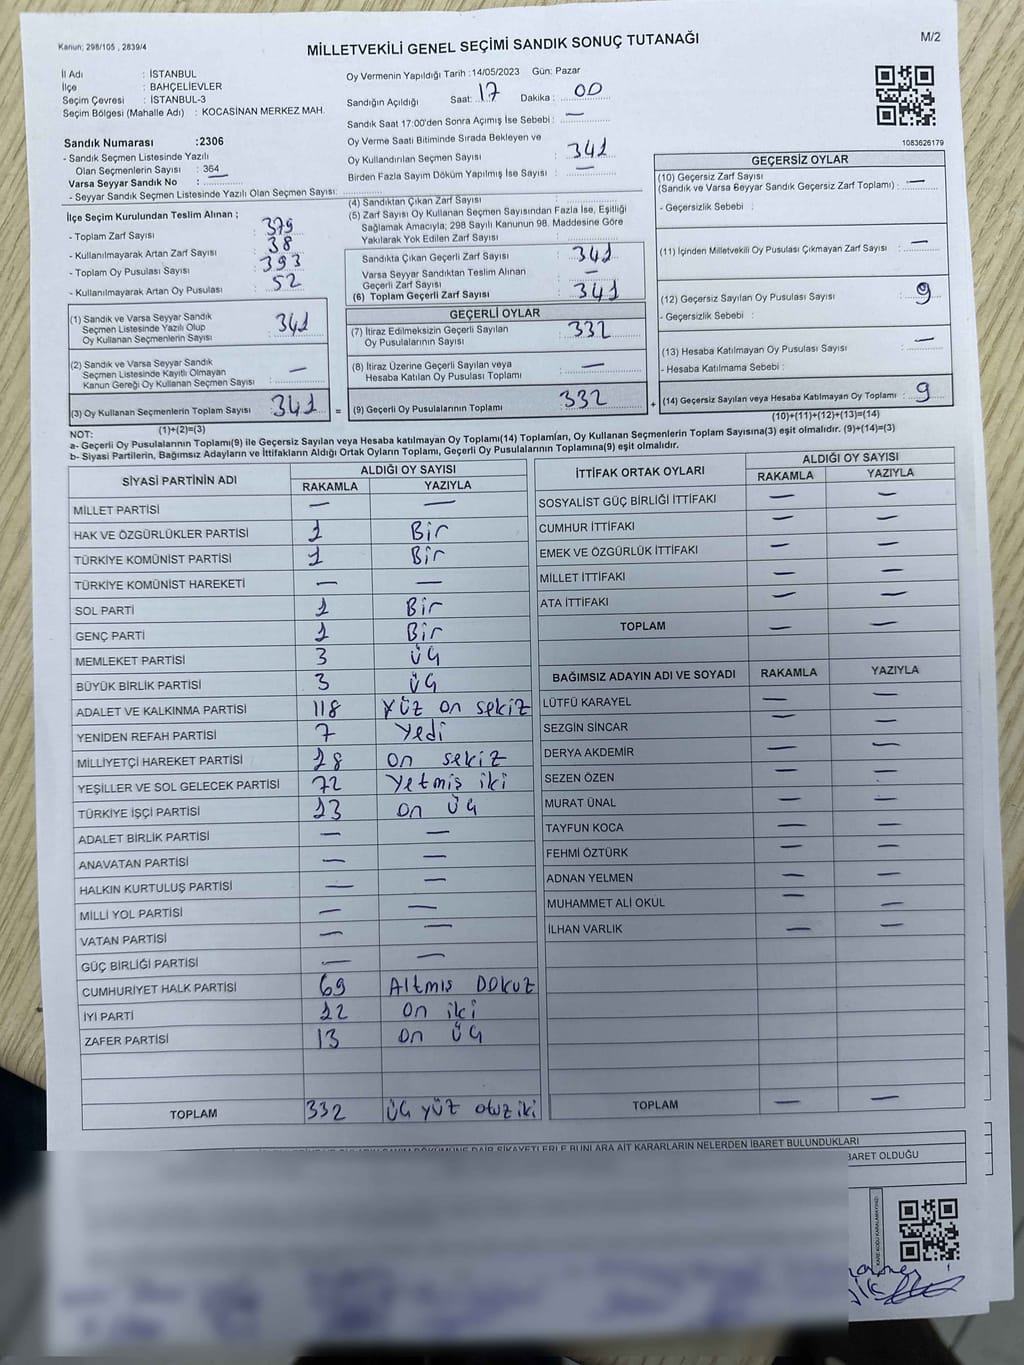 Kanun; 298/105 , 2839/4
MİLLETVEKİLİ GENEL SEÇİMİ SANDIK SONUÇ TUTANAĞI
M/2
İl Adı : İSTANBUL
İlçe : BAHÇELİEVLER
Seçim Çevresi : İSTANBUL-3
Seçim Bölgesi (Mahalle Adı) : KOCASİNAN MERKEZ MAH.
Sandık Numarası :2306
- Sandık Seçmen Listesinde Yazılı
Olan Seçmenlerin Sayısı : 364
Varsa Seyyar Sandık No : —
- Seyyar Sandık Seçmen Listesinde Yazılı Olan Seçmen Sayısı:
Oy Vermenin Yapıldığı Tarih :14/05/2023 Gün: Pazar
Sandığın Açıldığı Saat: 17 Dakika : 00
Sandık Saat 17:00'den Sonra Açımış İse Sebebi : —
Oy Verme Saati Bitiminde Sırada Bekleyen ve
Oy Kullandırılan Seçmen Sayısı : 341
Birden Fazla Sayım Döküm Yapılmış İse Sayısı : —
1083626179
İlçe Seçim Kurulundan Teslim Alınan ;
- Toplam Zarf Sayısı : 379
- Kullanılmayarak Artan Zarf Sayısı : 38
- Toplam Oy Pusulası Sayısı : 393
- Kullanılmayarak Artan Oy Pusulası : 52
(1) Sandık ve Varsa Seyyar Sandık
Seçmen Listesinde Yazılı Olup
Oy Kullanan Seçmenlerin Sayısı : 341
(2) Sandık ve Varsa Seyyar Sandık
Seçmen Listesinde Kayıtlı Olmayan
Kanun Gereği Oy Kullanan Seçmen Sayısı : —
(3) Oy Kullanan Seçmenlerin Toplam Sayısı : 341
(1)+(2)=(3)
(4) Sandıktan Çıkan Zarf Sayısı :
(5) Zarf Sayısı Oy Kullanan Seçmen Sayısından Fazla İse, Eşitliği
Sağlamak Amacıyla; 298 Sayılı Kanunun 98. Maddesine Göre
Yakılarak Yok Edilen Zarf Sayısı :
Sandıkta Çıkan Geçerli Zarf Sayısı : 341
Varsa Seyyar Sandıktan Teslim Alınan
Geçerli Zarf Sayısı : —
(6) Toplam Geçerli Zarf Sayısı : 341
GEÇERLİ OYLAR
(7) İtiraz Edilmeksizin Geçerli Sayılan
Oy Pusulalarının Sayısı : 332
(8) İtiraz Üzerine Geçerli Sayılan veya
Hesaba Katılan Oy Pusulası Toplamı : —
= (9) Geçerli Oy Pusulalarının Toplamı : 332
GEÇERSİZ OYLAR
(10) Geçersiz Zarf Sayısı
(Sandık ve Varsa Seyyar Sandık Geçersiz Zarf Toplamı) : —
- Geçersizlik Sebebi :
(11) İçinden Milletvekili Oy Pusulası Çıkmayan Zarf Sayısı : —
(12) Geçersiz Sayılan Oy Pusulası Sayısı : 9
- Geçersizlik Sebebi :
(13) Hesaba Katılmayan Oy Pusulası Sayısı : —
- Hesaba Katılmama Sebebi :
+ (14) Geçersiz Sayılan veya Hesaba Katılmayan Oy Toplamı : 9
(10)+(11)+(12)+(13)=(14)
NOT:
a- Geçerli Oy Pusulalarının Toplamı(9) ile Geçersiz Sayılan veya Hesaba katılmayan Oy Toplamı(14) Toplamları, Oy Kullanan Seçmenlerin Toplam Sayısına(3) eşit olmalıdır. (9)+(14)=(3)
b- Siyasi Partilerin, Bağımsız Adayların ve İttifakların Aldığı Ortak Oyların Toplamı, Geçerli Oy Pusulalarının Toplamına(9) eşit olmalıdır.
SİYASİ PARTİNİN ADI ALDIĞI OY SAYISI
RAKAMLA YAZIYLA
MİLLET PARTİSİ — —
HAK VE ÖZGÜRLÜKLER PARTİSİ 1 Bir
TÜRKİYE KOMÜNİST PARTİSİ 1 Bir
TÜRKİYE KOMÜNİST HAREKETİ — —
SOL PARTİ 1 Bir
GENÇ PARTİ 1 Bir
MEMLEKET PARTİSİ 3 Üç
BÜYÜK BİRLİK PARTİSİ 3 Üç
ADALET VE KALKINMA PARTİSİ 118 Yüz on sekiz
YENİDEN REFAH PARTİSİ 7 Yedi
MİLLİYETÇİ HAREKET PARTİSİ 18 On sekiz
YEŞİLLER VE SOL GELECEK PARTİSİ 72 Yetmiş iki
TÜRKİYE İŞÇİ PARTİSİ 13 On üç
ADALET BİRLİK PARTİSİ — —
ANAVATAN PARTİSİ — —
HALKIN KURTULUŞ PARTİSİ — —
MİLLİ YOL PARTİSİ — —
VATAN PARTİSİ — —
GÜÇ BİRLİĞİ PARTİSİ — —
CUMHURİYET HALK PARTİSİ 69 Altmış Dokuz
İYİ PARTİ 12 On iki
ZAFER PARTİSİ 13 On üç
TOPLAM 332 Üç yüz otuz iki
İTTİFAK ORTAK OYLARI ALDIĞI OY SAYISI
RAKAMLA YAZIYLA
SOSYALİST GÜÇ BİRLİĞİ İTTİFAKI — —
CUMHUR İTTİFAKI — —
EMEK VE ÖZGÜRLÜK İTTİFAKI — —
MİLLET İTTİFAKI — —
ATA İTTİFAKI — —
TOPLAM — —
BAĞIMSIZ ADAYIN ADI VE SOYADI RAKAMLA YAZIYLA
LÜTFÜ KARAYEL — —
SEZGİN SİNCAR — —
DERYA AKDEMİR — —
SEZEN ÖZEN — —
MURAT ÜNAL — —
TAYFUN KOCA — —
FEHMİ ÖZTÜRK — —
ADNAN YELMEN — —
MUHAMMET ALİ OKUL — —
İLHAN VARLIK — —
TOPLAM — —
DAİR ŞİKAYETLERLE BUNLARA AİT KARARLARIN NELERDEN İBARET BULUNDUKLARI
BARET OLDUĞU